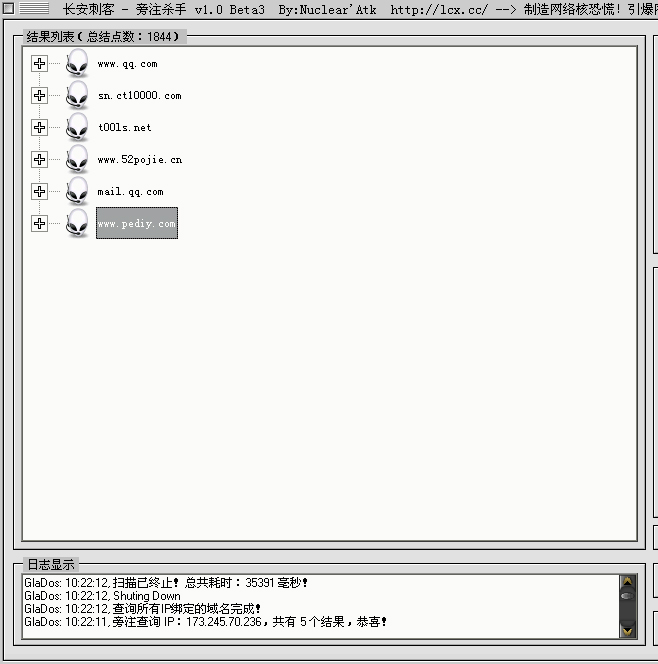 长安刺客 - 旁注杀手 v1.0 Beta3 By:Nuclear'Atk http://lcx.cc/ --> 制造网络核恐慌！引爆
结果列表（总结点数：1844）
www.qq.com
sn.ct10000.com
t00ls.net
www.52pojie.cn
mail.qq.com
www.pediy.com
日志显示
GlaDos: 10:22:12, 扫描已终止！总共耗时：35391 毫秒！
GlaDos: 10:22:12, Shuting Down
GlaDos: 10:22:12, 查询所有IP绑定的域名完成！
GlaDos: 10:22:11, 旁注查询 IP：173.245.70.236，共有 5 个结果，恭喜！